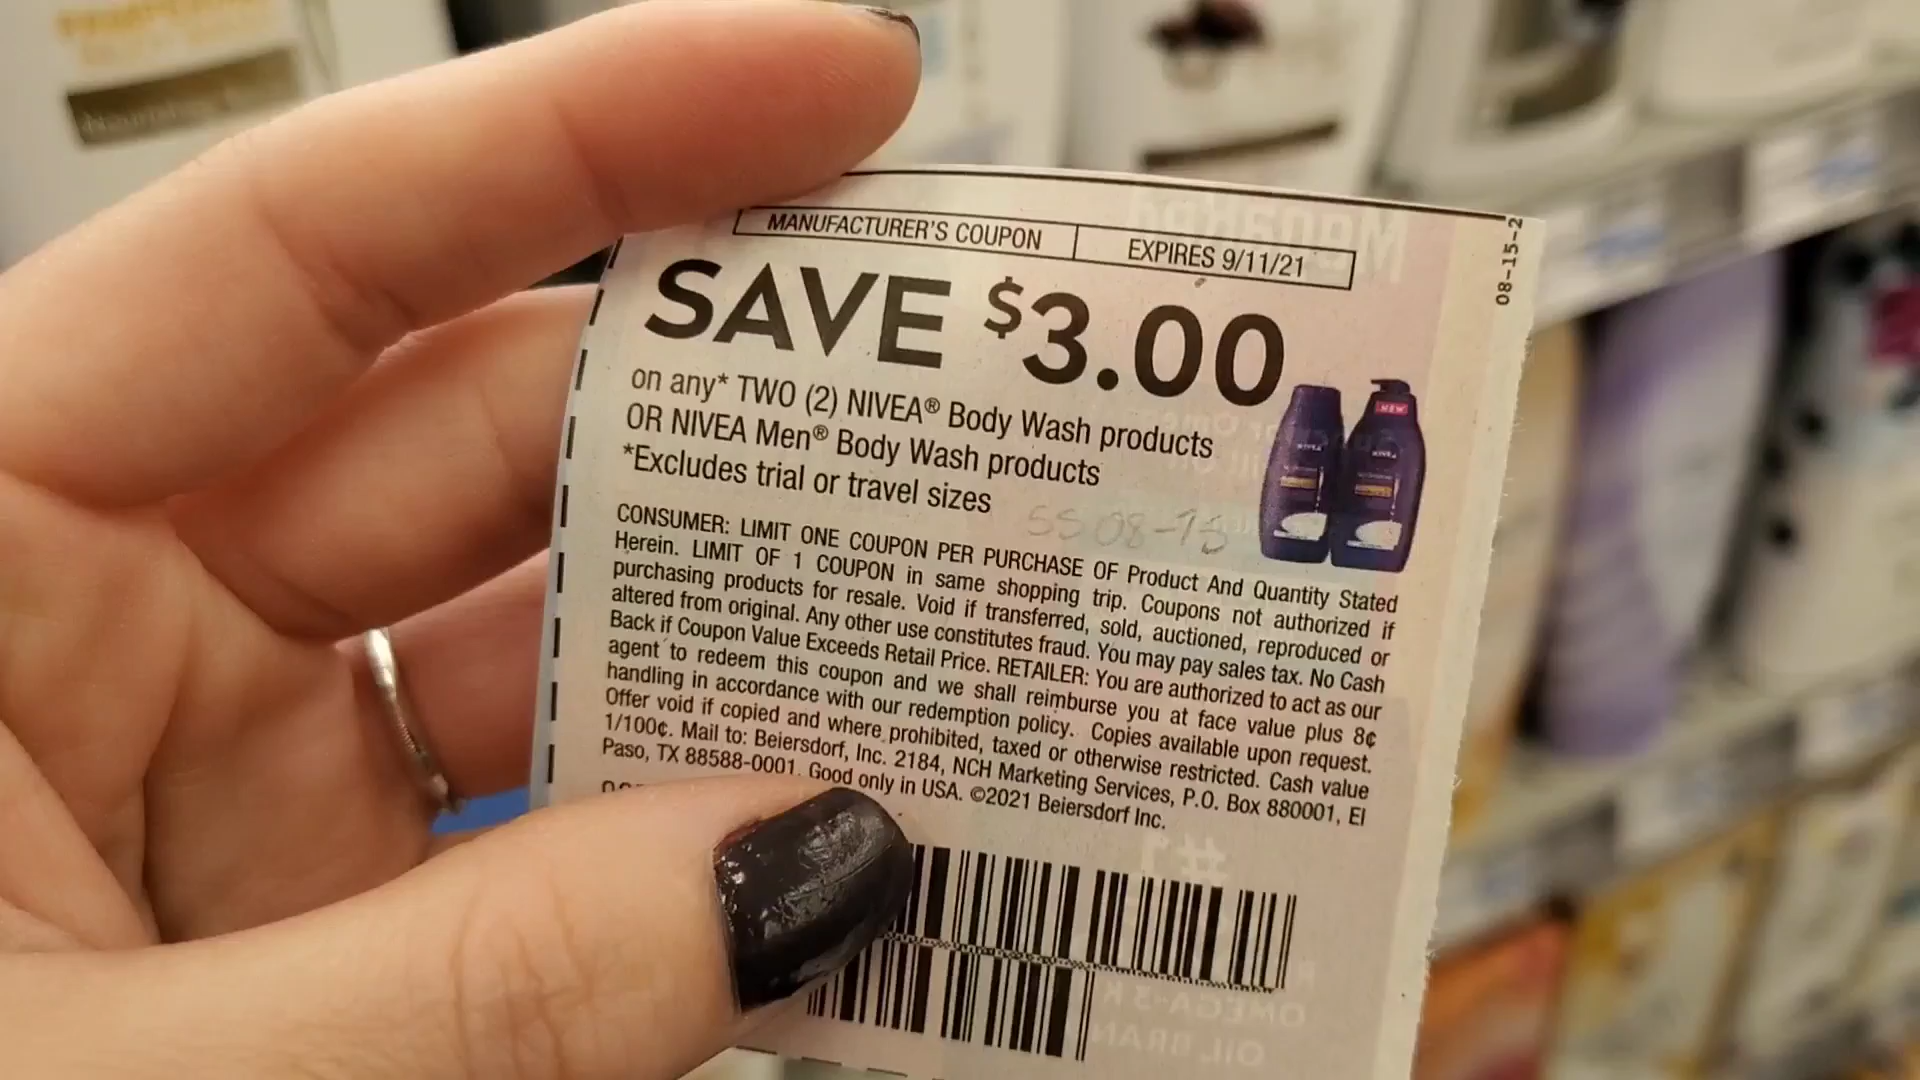 MANUFACTURER'S COUPON EXPIRES 9/11/21
08-15-2
SAVE $3.00
on any* TWO (2) NIVEA® Body Wash products
OR NIVEA Men® Body Wash products
*Excludes trial or travel sizes
NEW
NIVEA NIVEA
SS 08-15
CONSUMER: LIMIT ONE COUPON PER PURCHASE OF Product And Quantity Stated
Herein. LIMIT OF 1 COUPON in same shopping trip. Coupons not authorized if
purchasing products for resale. Void if transferred, sold, auctioned, reproduced or
altered from original. Any other use constitutes fraud. You may pay sales tax. No Cash
Back if Coupon Value Exceeds Retail Price. RETAILER: You are authorized to act as our
agent to redeem this coupon and we shall reimburse you at face value plus 8¢
handling in accordance with our redemption policy. Copies available upon request.
Offer void if copied and where prohibited, taxed or otherwise restricted. Cash value
1/100¢. Mail to: Beiersdorf, Inc. 2184, NCH Marketing Services, P.O. Box 880001, El
Paso, TX 88588-0001. Good only in USA. ©2021 Beiersdorf Inc.
#1
OMEGA-3 K
OIL BRAN